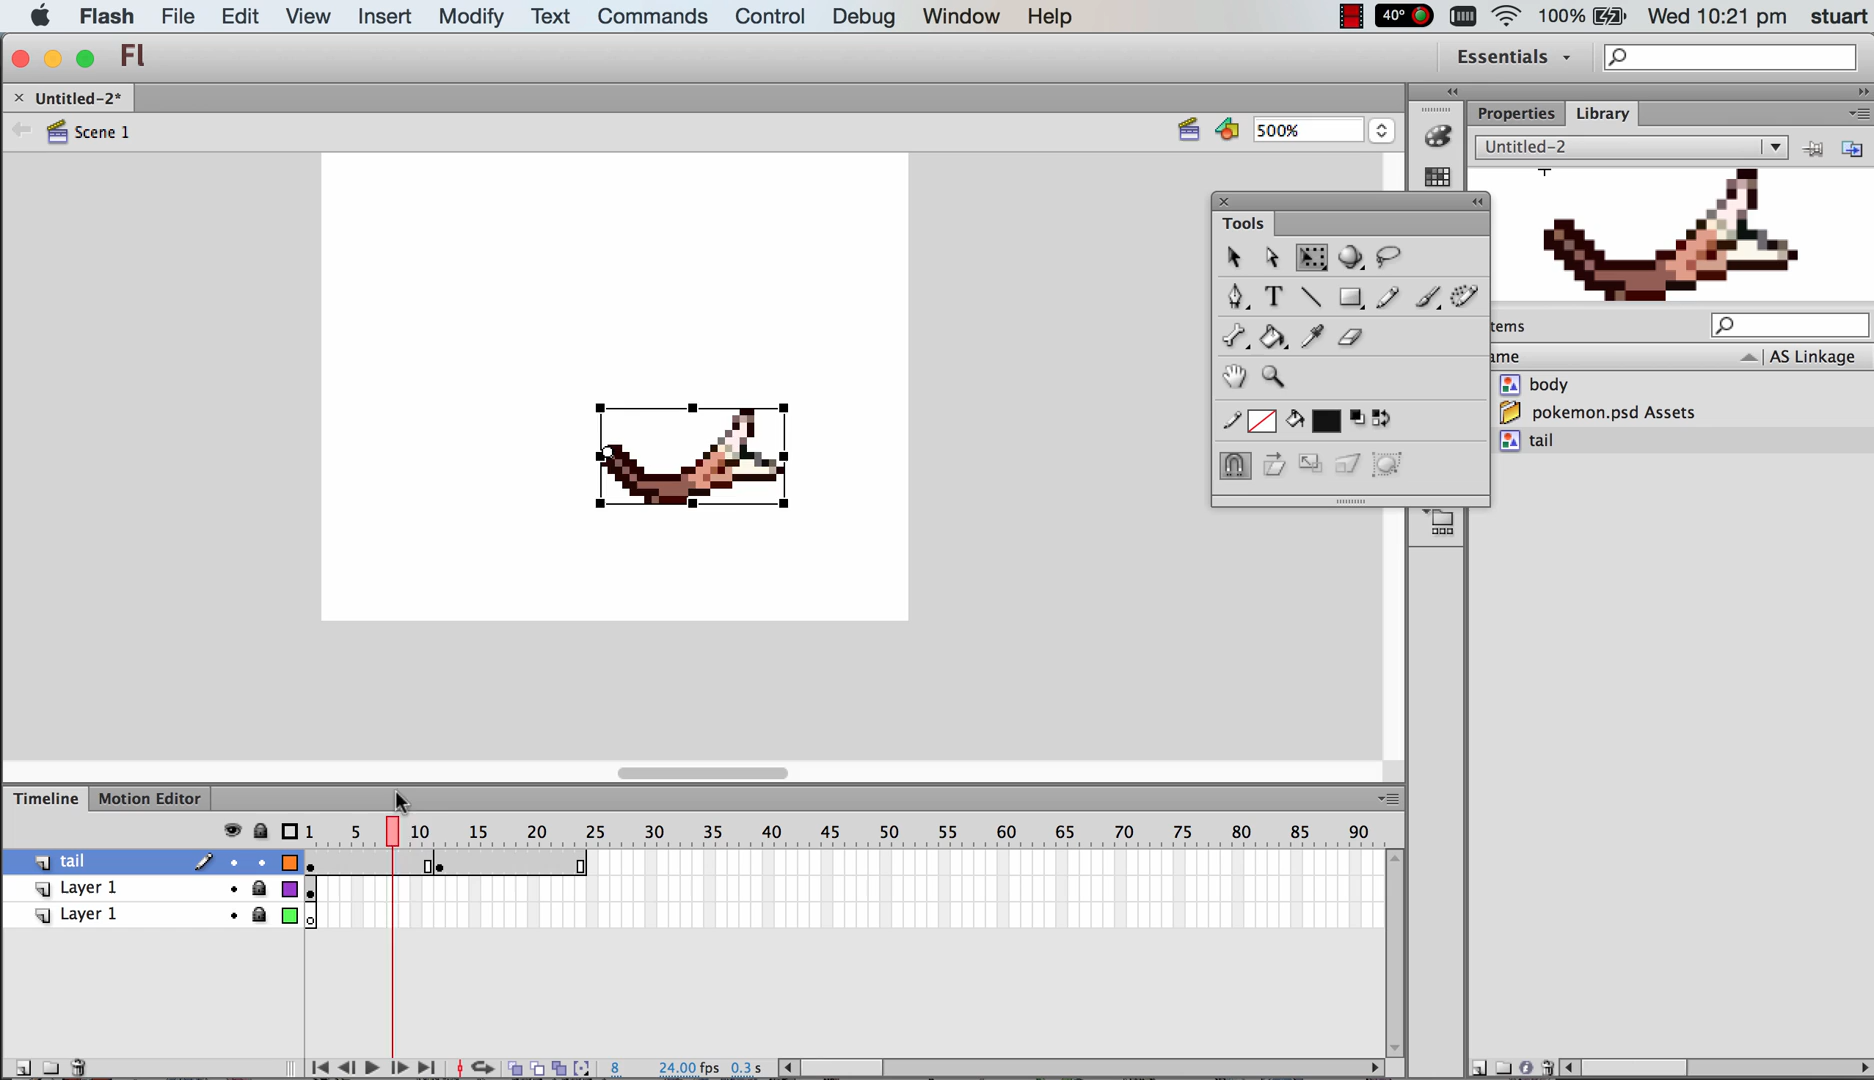 Flash File Edit View Insert Modify Text Commands Control Debug Window Help 40° 100% Wed 10:21 pm stuart
Fl Essentials
Untitled-2*
Scene 1 500%
Properties Library
Untitled-2
Tools
tems
ame AS Linkage
body
pokemon.psd Assets
tail
Timeline Motion Editor
1 5 10 15 20 25 30 35 40 45 50 55 60 65 70 75 80 85 90
tail
Layer 1
Layer 1
8 24.00 fps 0.3 s